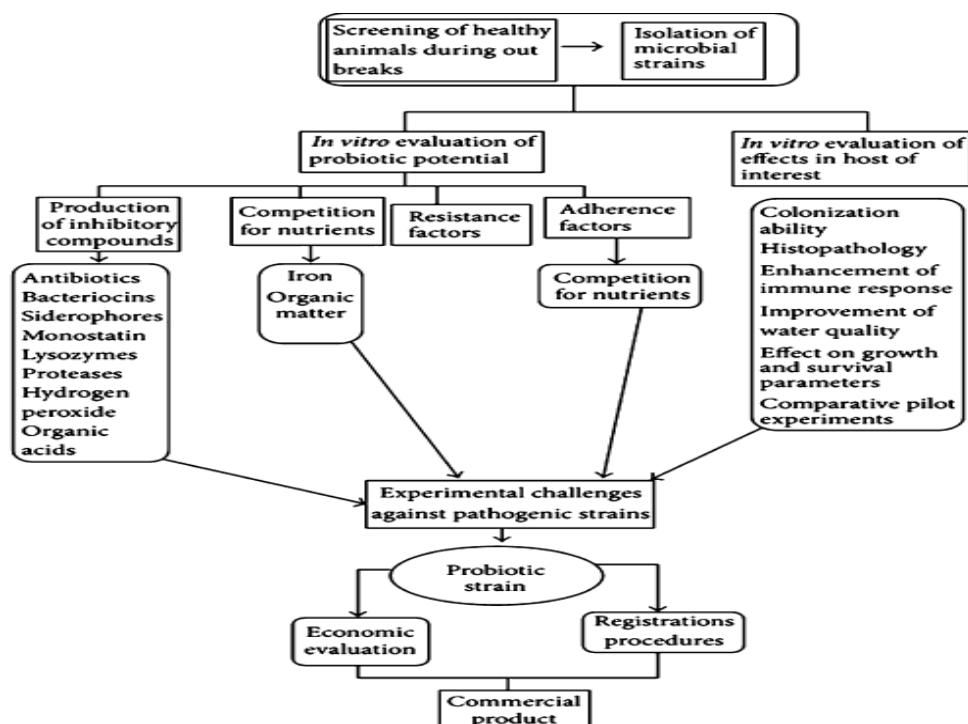 Screening of healthy
animals during out
breaks
Isolation of
microbial
strains
In vitro evaluation of
probiotic potential
In vitro evaluation of
effects in host of
interest
Production
of inhibitory
compounds
Competition
for nutrients
Resistance
factors
Adherence
factors
Antibiotics
Bacteriocins
Siderophores
Monostatin
Lysozymes
Proteases
Hydrogen
peroxide
Organic
acids
Iron
Organic
matter
Competition
for nutrients
Colonization
ability
Histopathology
Enhancement of
immune response
Improvement of
water quality
Effect on growth
and survival
parameters
Comparative pilot
experiments
Experimental challenges
against pathogenic strains
Probiotic
strain
Economic
evaluation
Registrations
procedures
Commercial
product